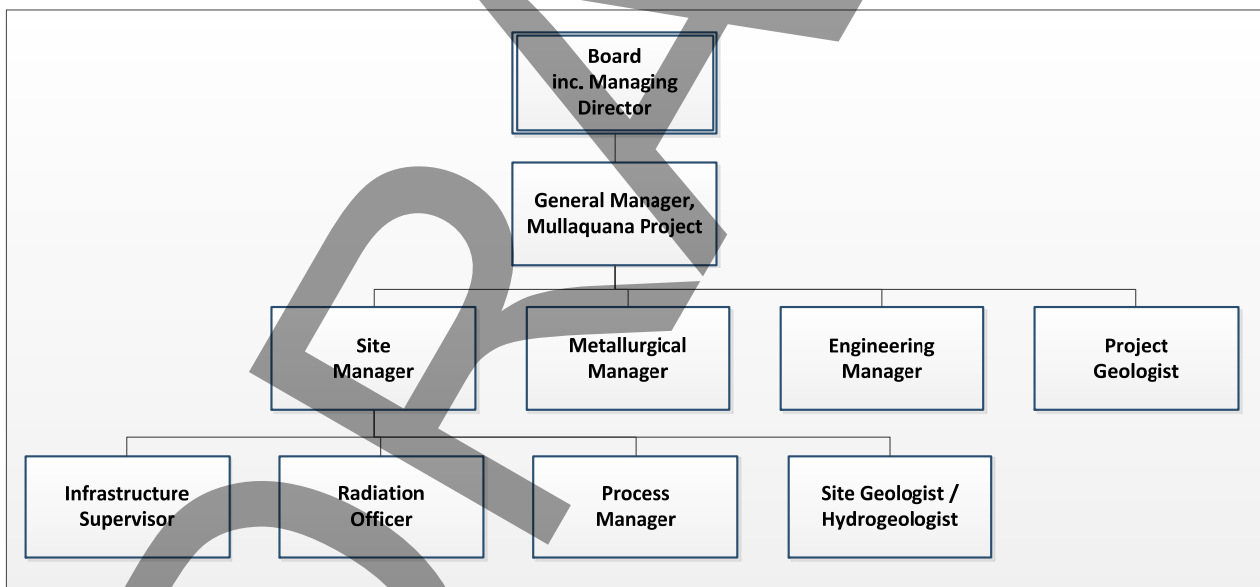 Board
inc. Managing
Director
General Manager,
Mullaquana Project
Site
Manager
Metallurgical
Manager
Engineering
Manager
Project
Geologist
Infrastructure
Supervisor
Radiation
Officer
Process
Manager
Site Geologist /
Hydrogeologist